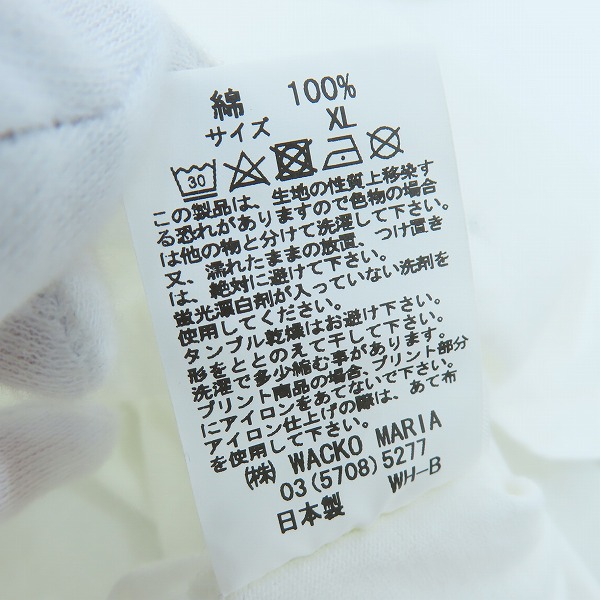 綿 100%
サイズ XL
30
この製品は、生地の性質上移染す
る恐れがありますので色物の場合
は他の物と分けて洗濯して下さい。
又、濡れたままの放置、つけ置き
は、絶対に避けて下さい。
蛍光漂白剤が入っていない洗剤を
使用してください。
タンブル乾燥はお避け下さい。
形をととのえて干して下さい。
洗濯で多少縮む事があります。
プリント商品の場合、プリント部分
にアイロンをあてないで下さい。
アイロン仕上げの際は、あて布
を使用して下さい。
(株) WACKO MARIA
03(5708)5277
日本製 WH-B